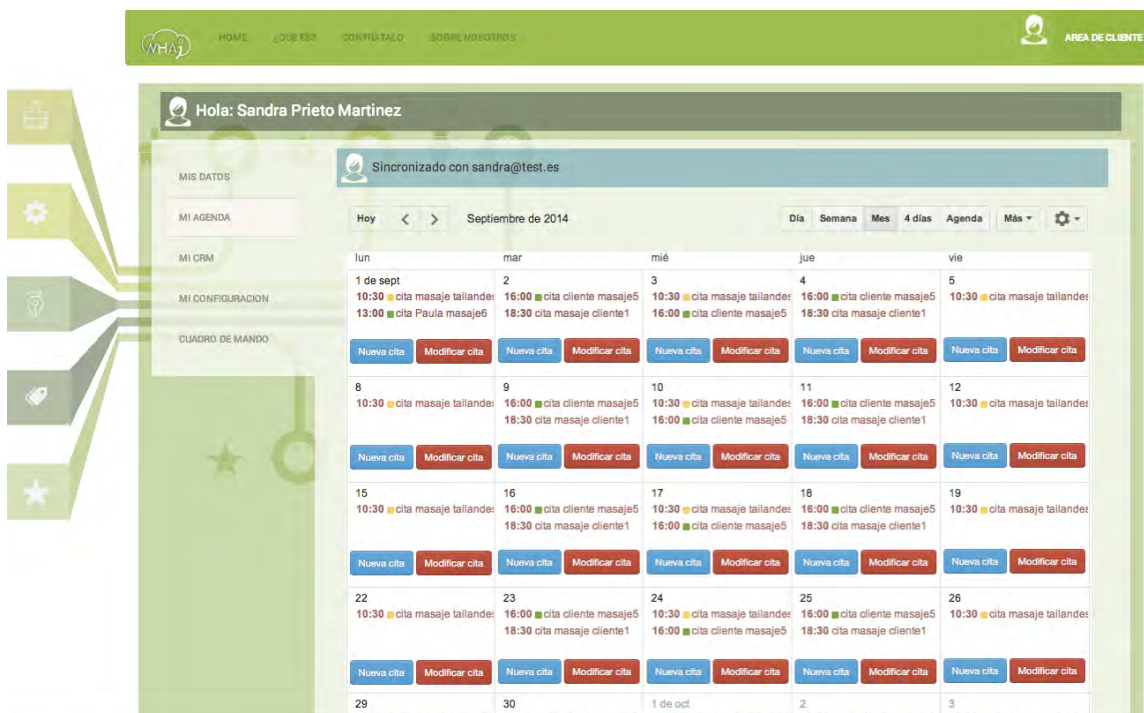 WHAJ
HOME ¿QUE ES? CONTRATALO SOBRE NOSOTROS
AREA DE CLIENTE
Hola: Sandra Prieto Martinez
MIS DATOS
MI AGENDA
MI CRM
MI CONFIGURACION
CUADRO DE MANDO
Sincronizado con sandra@test.es
Hoy Septiembre de 2014 Día Semana Mes 4 días Agenda Más
lun mar mié jue vie
1 de sept 2 3 4 5
10:30 cita masaje tailandes 16:00 cita cliente masaje5 10:30 cita masaje tailandes 16:00 cita cliente masaje5 10:30 cita masaje tailandes
13:00 cita Paula masaje6 18:30 cita masaje cliente1 16:00 cita cliente masaje5 18:30 cita masaje cliente1
Nueva cita Modificar cita Nueva cita Modificar cita Nueva cita Modificar cita Nueva cita Modificar cita Nueva cita Modificar cita
8 9 10 11 12
10:30 cita masaje tailandes 16:00 cita cliente masaje5 10:30 cita masaje tailandes 16:00 cita cliente masaje5 10:30 cita masaje tailandes
18:30 cita masaje cliente1 16:00 cita cliente masaje5 18:30 cita masaje cliente1
Nueva cita Modificar cita Nueva cita Modificar cita Nueva cita Modificar cita Nueva cita Modificar cita Nueva cita Modificar cita
15 16 17 18 19
10:30 cita masaje tailandes 16:00 cita cliente masaje5 10:30 cita masaje tailandes 16:00 cita cliente masaje5 10:30 cita masaje tailandes
18:30 cita masaje cliente1 16:00 cita cliente masaje5 18:30 cita masaje cliente1
Nueva cita Modificar cita Nueva cita Modificar cita Nueva cita Modificar cita Nueva cita Modificar cita Nueva cita Modificar cita
22 23 24 25 26
10:30 cita masaje tailandes 16:00 cita cliente masaje5 10:30 cita masaje tailandes 16:00 cita cliente masaje5 10:30 cita masaje tailandes
18:30 cita masaje cliente1 16:00 cita cliente masaje5 18:30 cita masaje cliente1
Nueva cita Modificar cita Nueva cita Modificar cita Nueva cita Modificar cita Nueva cita Modificar cita Nueva cita Modificar cita
29 30 1 de oct 2 3